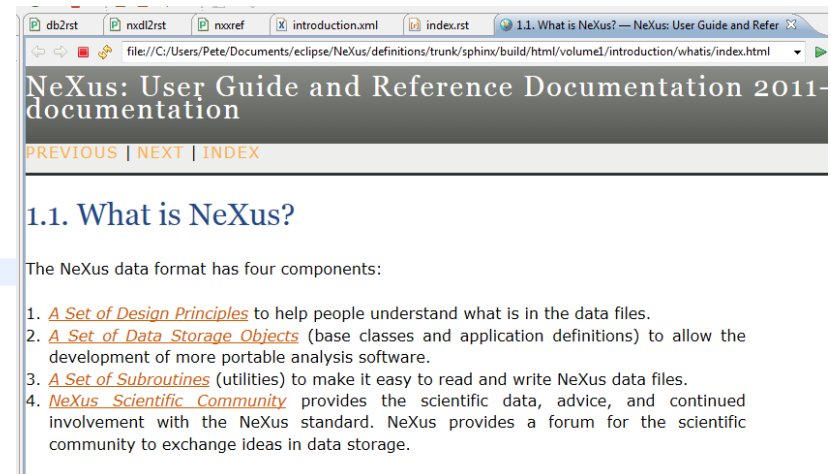 db2rst nxdl2rst nxxref introduction.xml index.rst 1.1. What is NeXus? — NeXus: User Guide and Refer
file://C:/Users/Pete/Documents/eclipse/NeXus/definitions/trunk/sphinx/build/html/volume1/introduction/whatis/index.html
NeXus: User Guide and Reference Documentation 2011-
documentation
PREVIOUS | NEXT | INDEX
1.1. What is NeXus?
The NeXus data format has four components:
1. A Set of Design Principles to help people understand what is in the data files.
2. A Set of Data Storage Objects (base classes and application definitions) to allow the
development of more portable analysis software.
3. A Set of Subroutines (utilities) to make it easy to read and write NeXus data files.
4. NeXus Scientific Community provides the scientific data, advice, and continued
involvement with the NeXus standard. NeXus provides a forum for the scientific
community to exchange ideas in data storage.